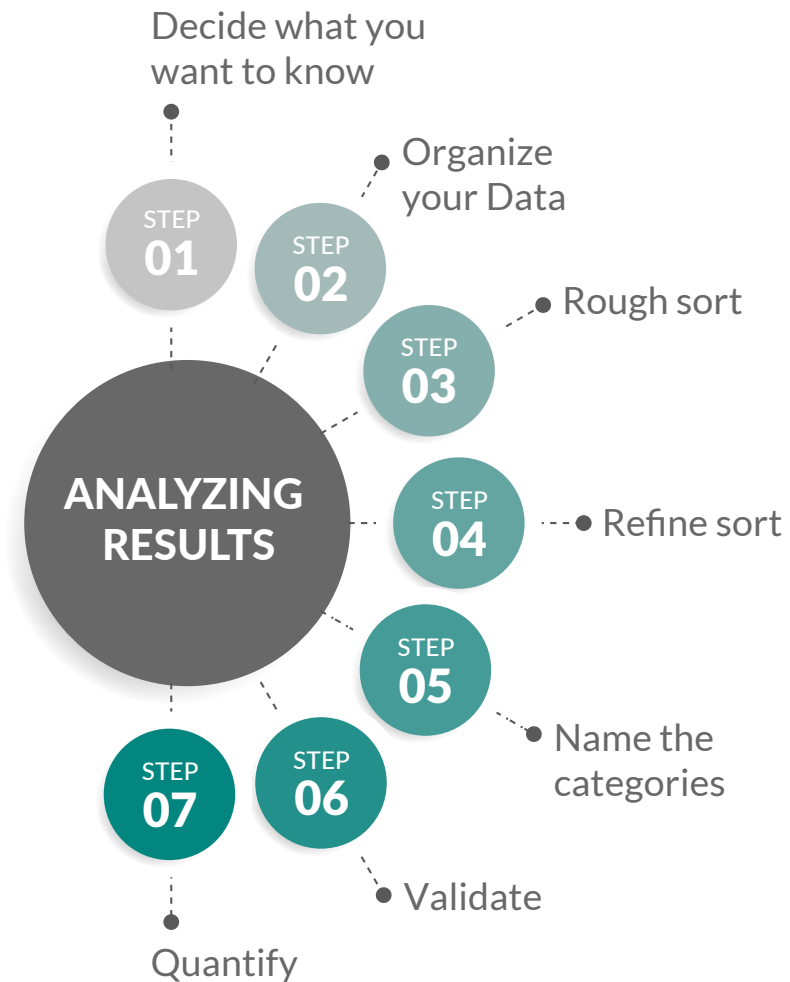 Decide what you
want to know
STEP
01
Organize
your Data
STEP
02
Rough sort
STEP
03
ANALYZING
RESULTS
Refine sort
STEP
04
Name the
categories
STEP
05
Validate
STEP
06
Quantify
STEP
07